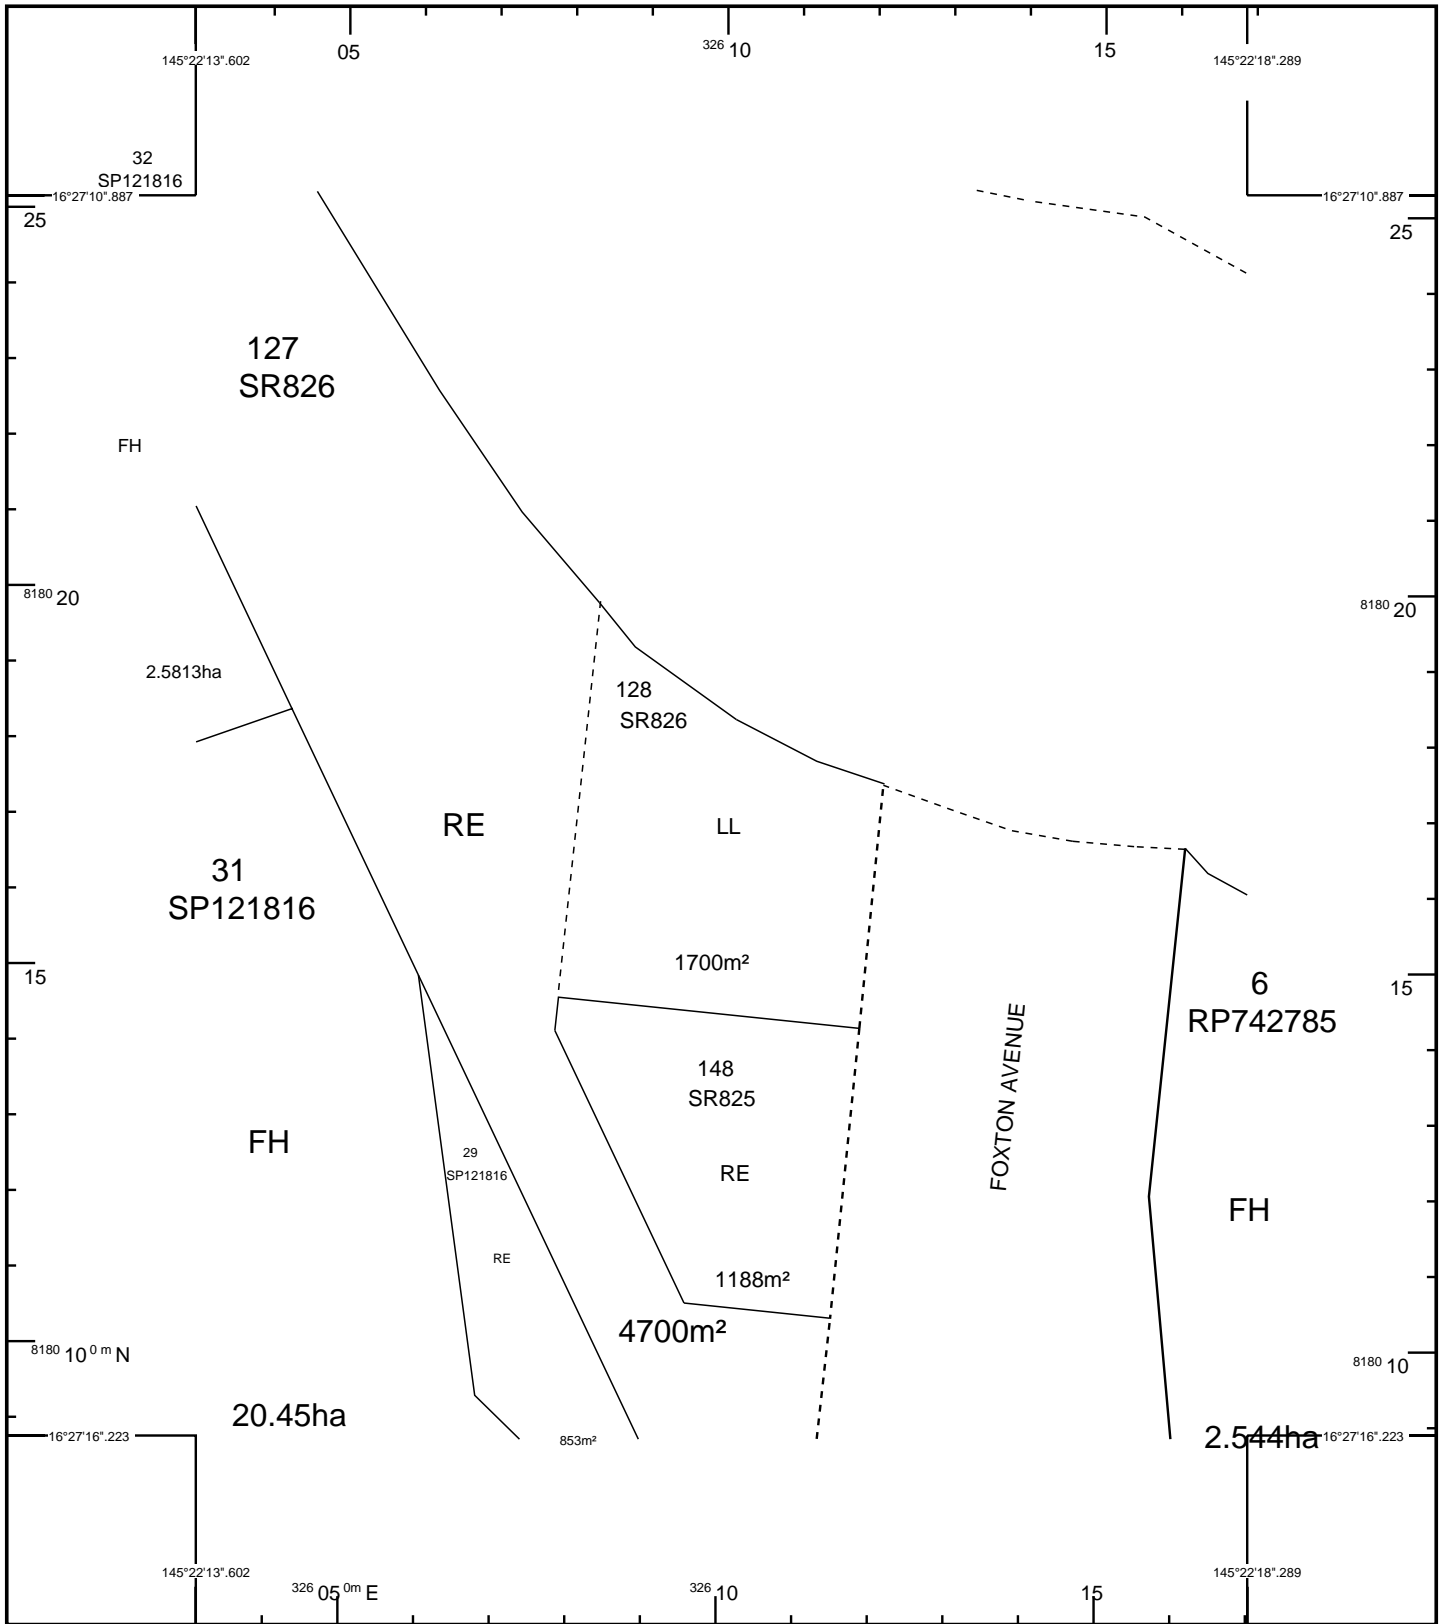 05
326 10
15
145°22'13".602
145°22'18".289
32
SP121816
16°27'10".887
16°27'10".887
25
25
127
SR826
FH
8180 20
8180 20
2.5813ha
128
SR826
RE
LL
31
SP121816
1700m²
15
6
15
RP742785
FOXTON AVENUE
148
SR825
FH
29
SP121816
RE
FH
RE
1188m²
4700m²
8180 10 0 m N
8180 10
20.45ha
853m²
2.544ha
16°27'16".223
16°27'16".223
145°22'13".602
145°22'18".289
326 05 0m E
326 10
15